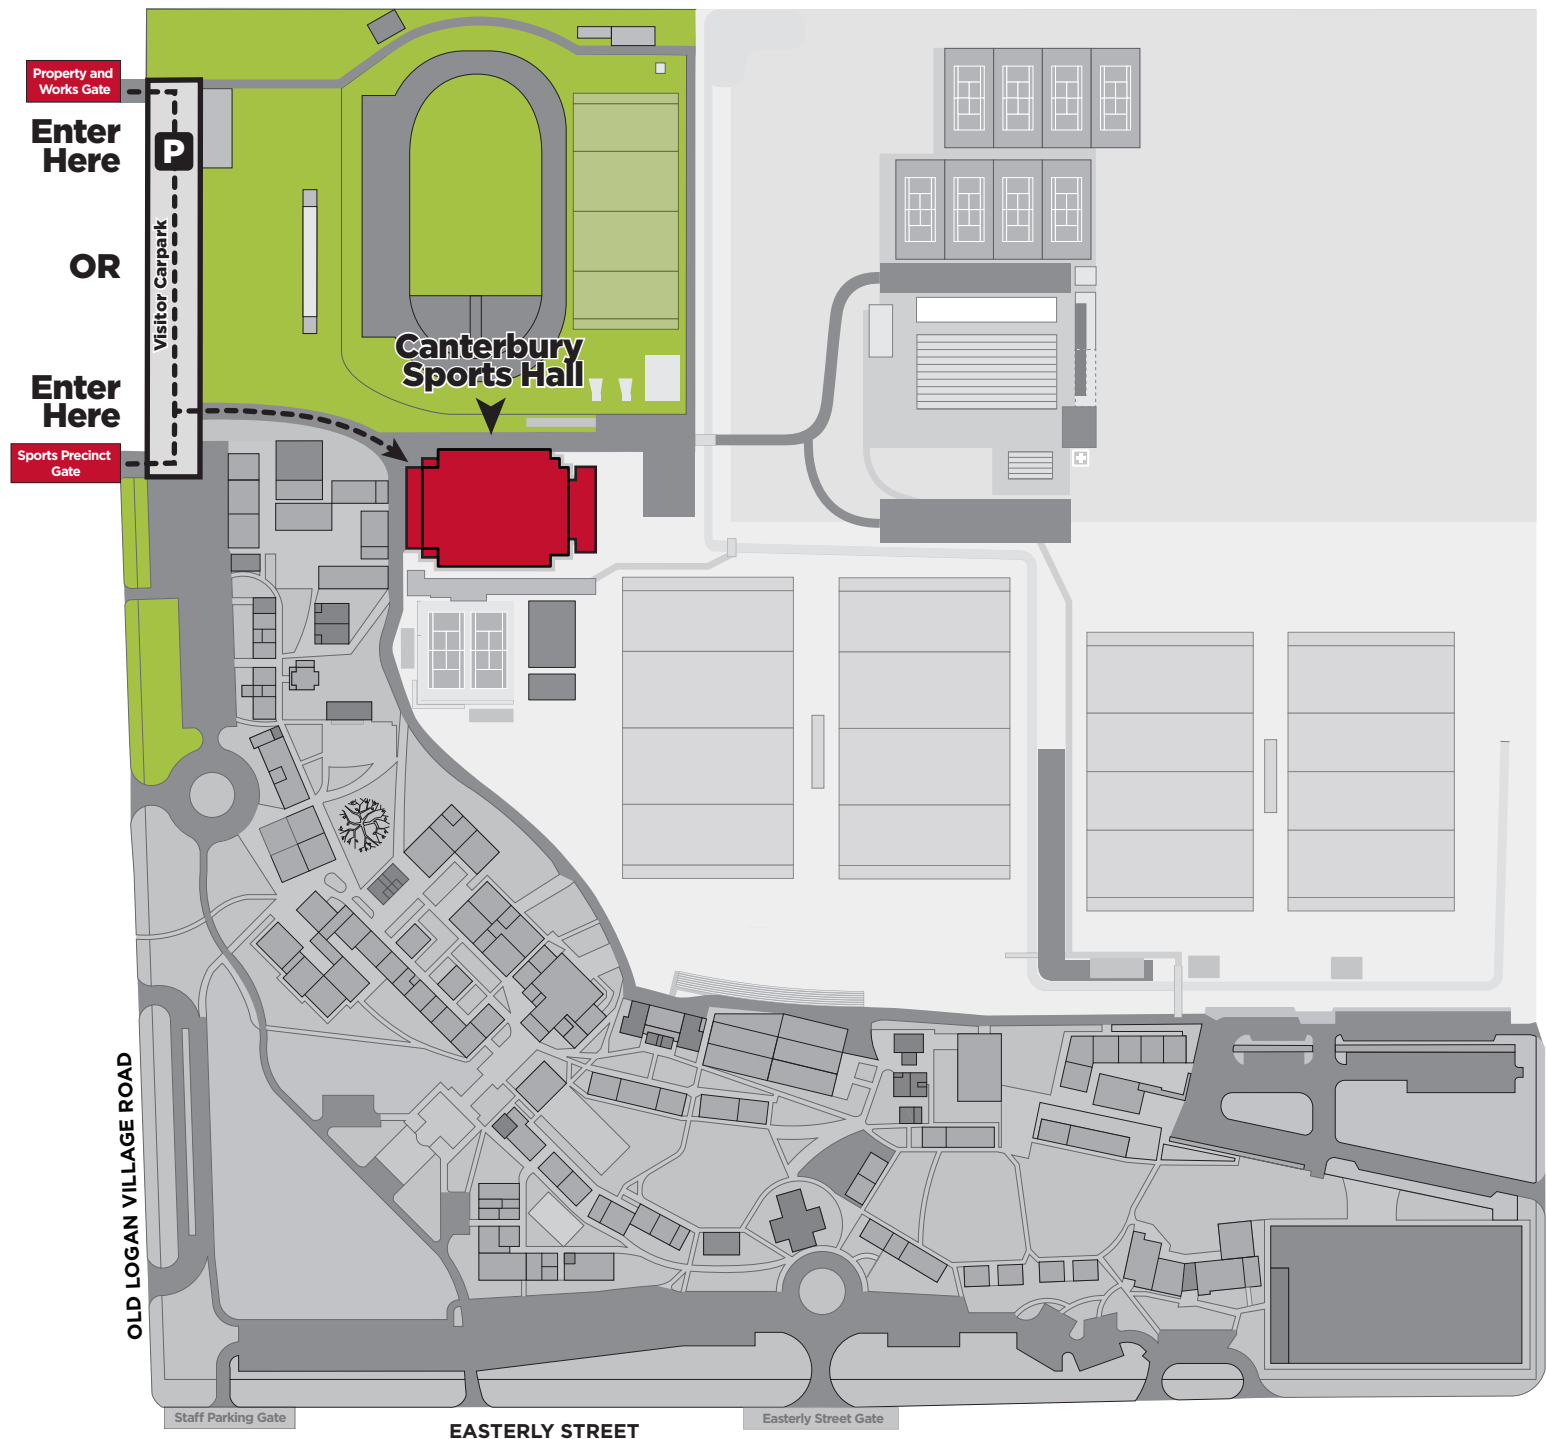 Property and
Works Gate
Enter
Here
P
OR
Visitor Carpark
Canterbury
Sports Hall
Enter
Here
Sports Precinct
Gate
OLD LOGAN VILLAGE ROAD
Staff Parking Gate
Easterly Street Gate
EASTERLY STREET